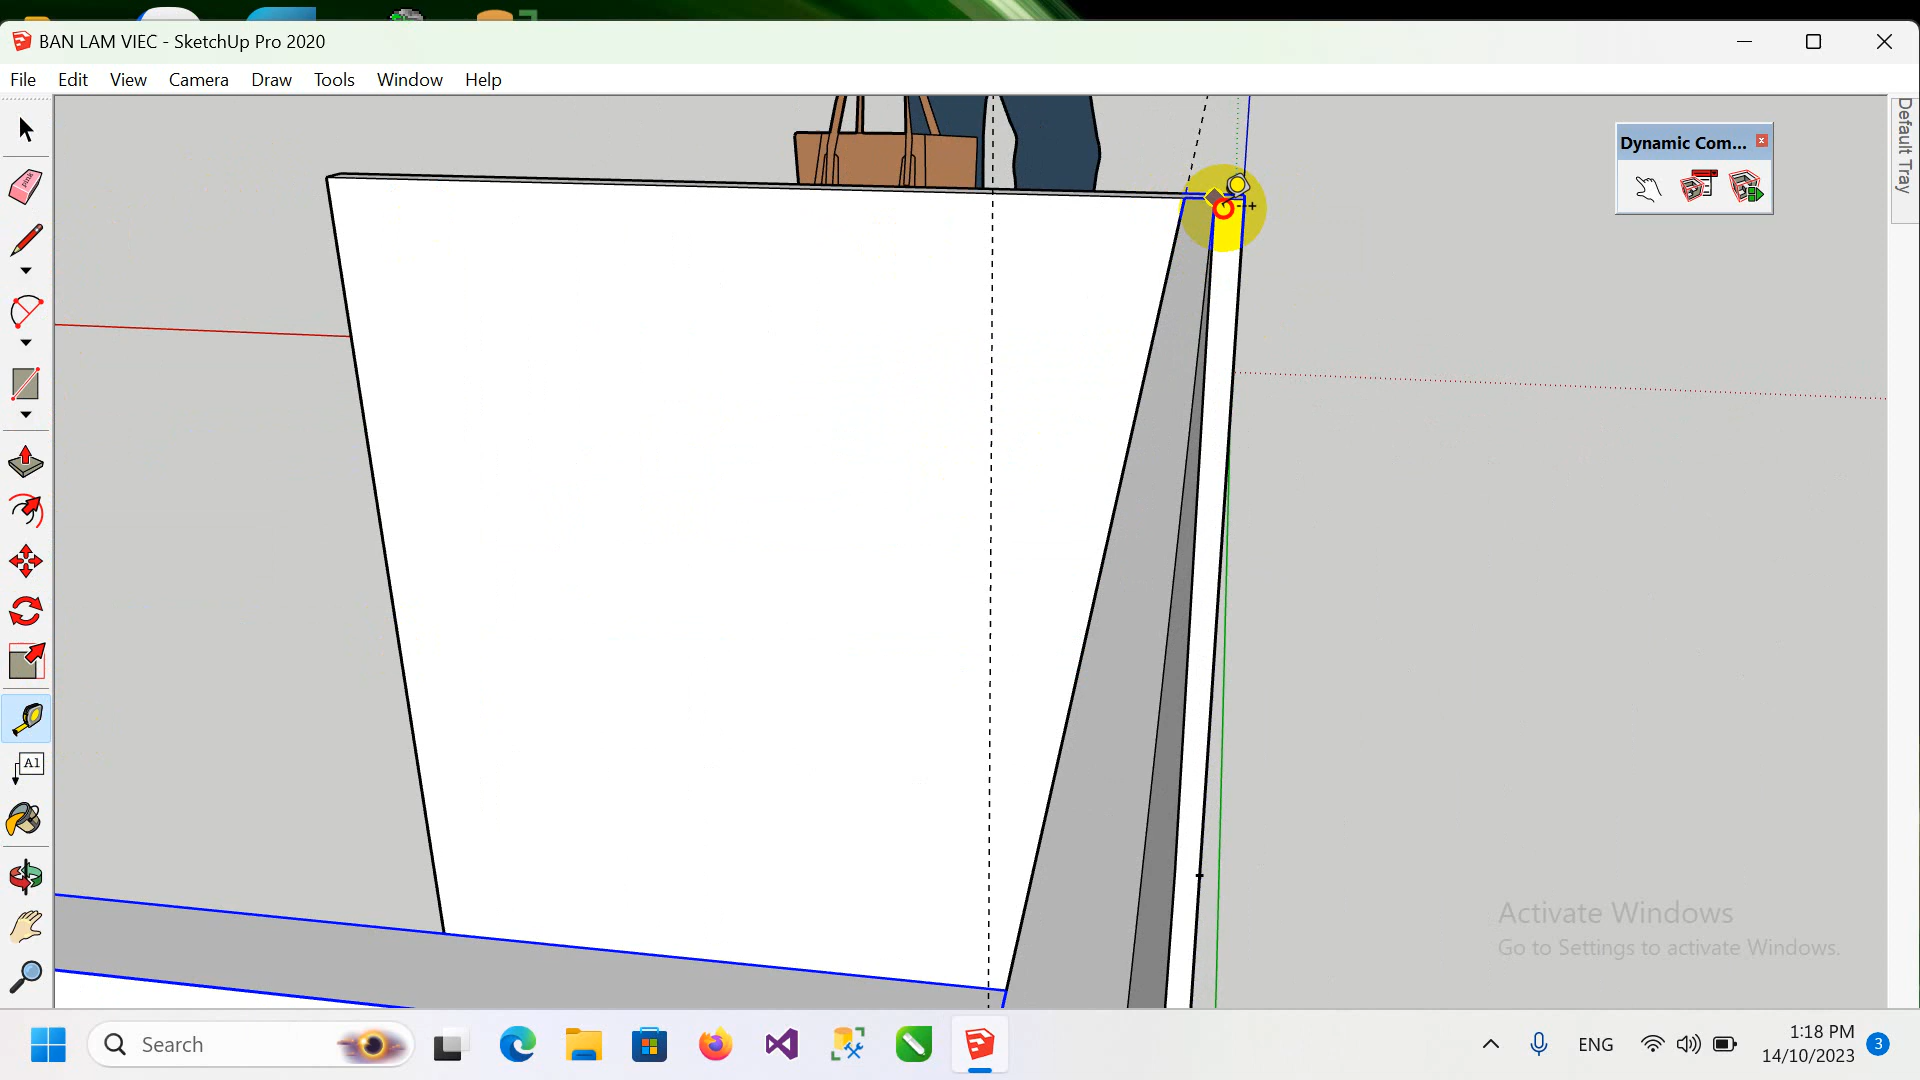 BAN LAM VIEC - SketchUp Pro 2020
File Edit View Camera Draw Tools Window Help
Default Tray
Dynamic Com...
A1
Activate Windows
Go to Settings to activate Windows.
Search
ENG
1:18 PM
14/10/2023
3